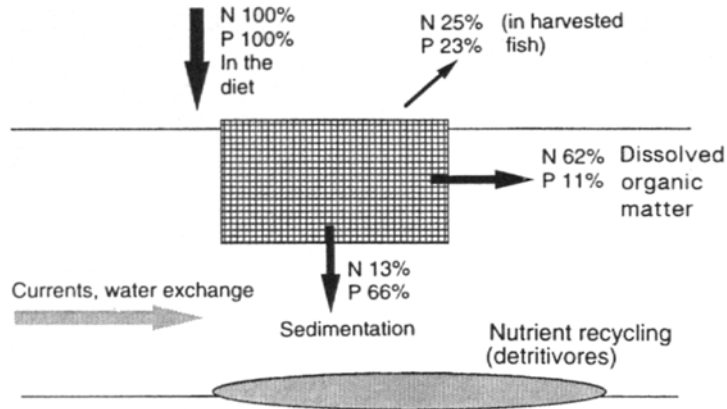 N 100%
P 100%
In the
diet
N 25% (in harvested
P 23% fish)
N 62% Dissolved
P 11% organic
matter
N 13%
P 66%
Currents, water exchange
Sedimentation
Nutrient recycling
(detritivores)